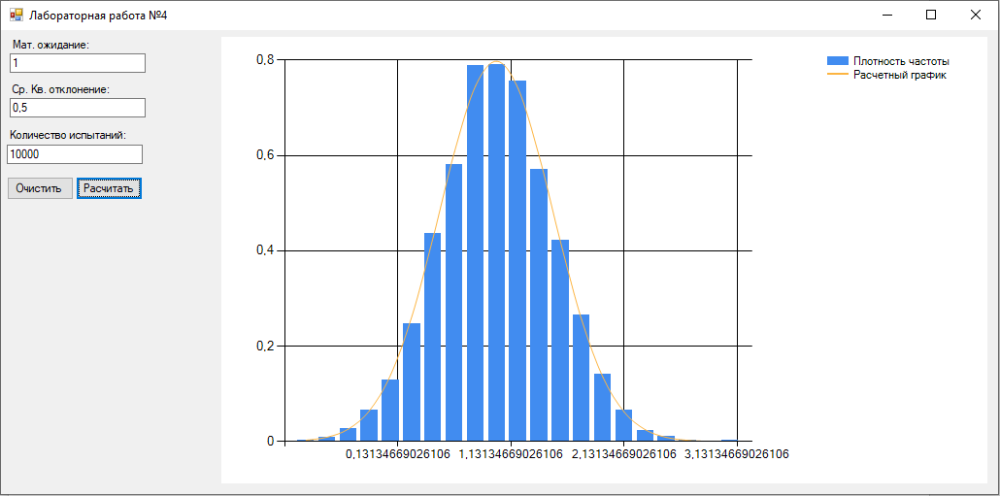 Лабораторная работа №4
Мат. ожидание:
1
Ср. Кв. отклонение:
0,5
Количество испытаний:
10000
Очистить Расчитать
0,8
0,6
0,4
0,2
0
0,13134669026106 1,13134669026106 2,13134669026106 3,13134669026106
Плотность частоты
Расчетный график